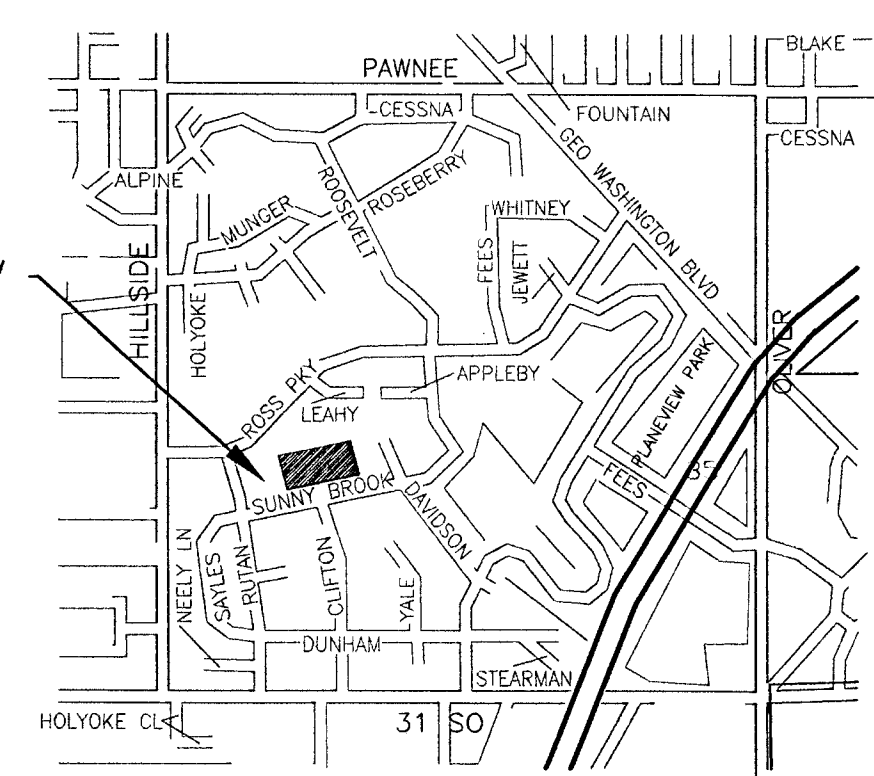 BLAKE
PAWNEE
CESSNA
FOUNTAIN
CESSNA
GEO WASHINGTON BLVD
ALPINE
ROOSEVELT
ROSEBERRY
MUNGER
WHITNEY
FEES
JEWETT
HILLSIDE
HOLYOKE
OLIVER
ROSS PKY
APPLEBY
LEAHY
PLANEVIEW PARK
35
FEES
SUNNY BROOK
DAVIDSON
NEELY LN
SAYLES
RUTAN
CLIFTON
YALE
DUNHAM
STEARMAN
HOLYOKE CL
31 SO